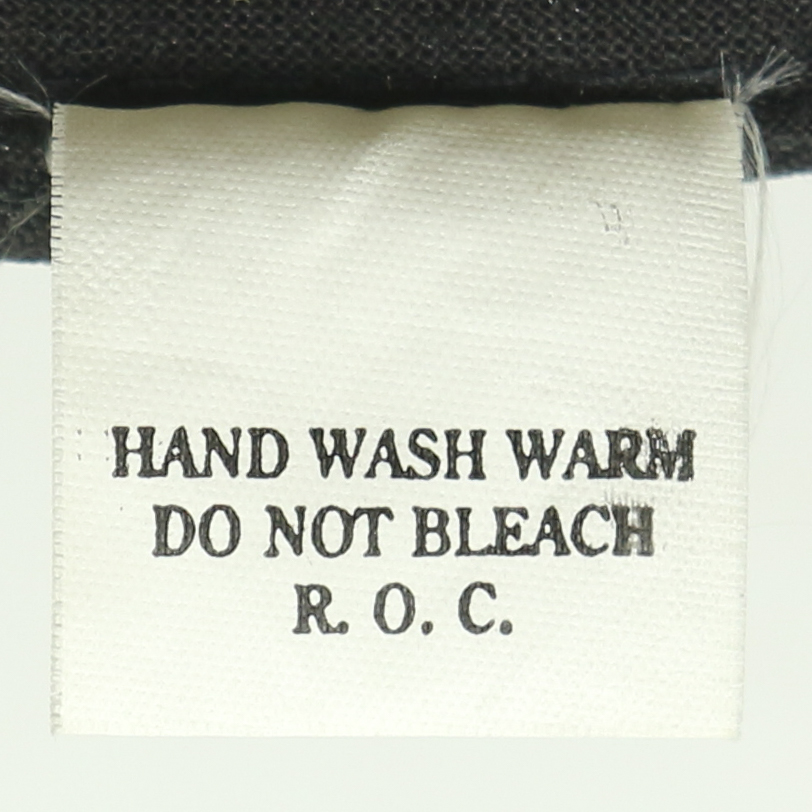 HAND WASH WARM
DO NOT BLEACH
R. O. C.